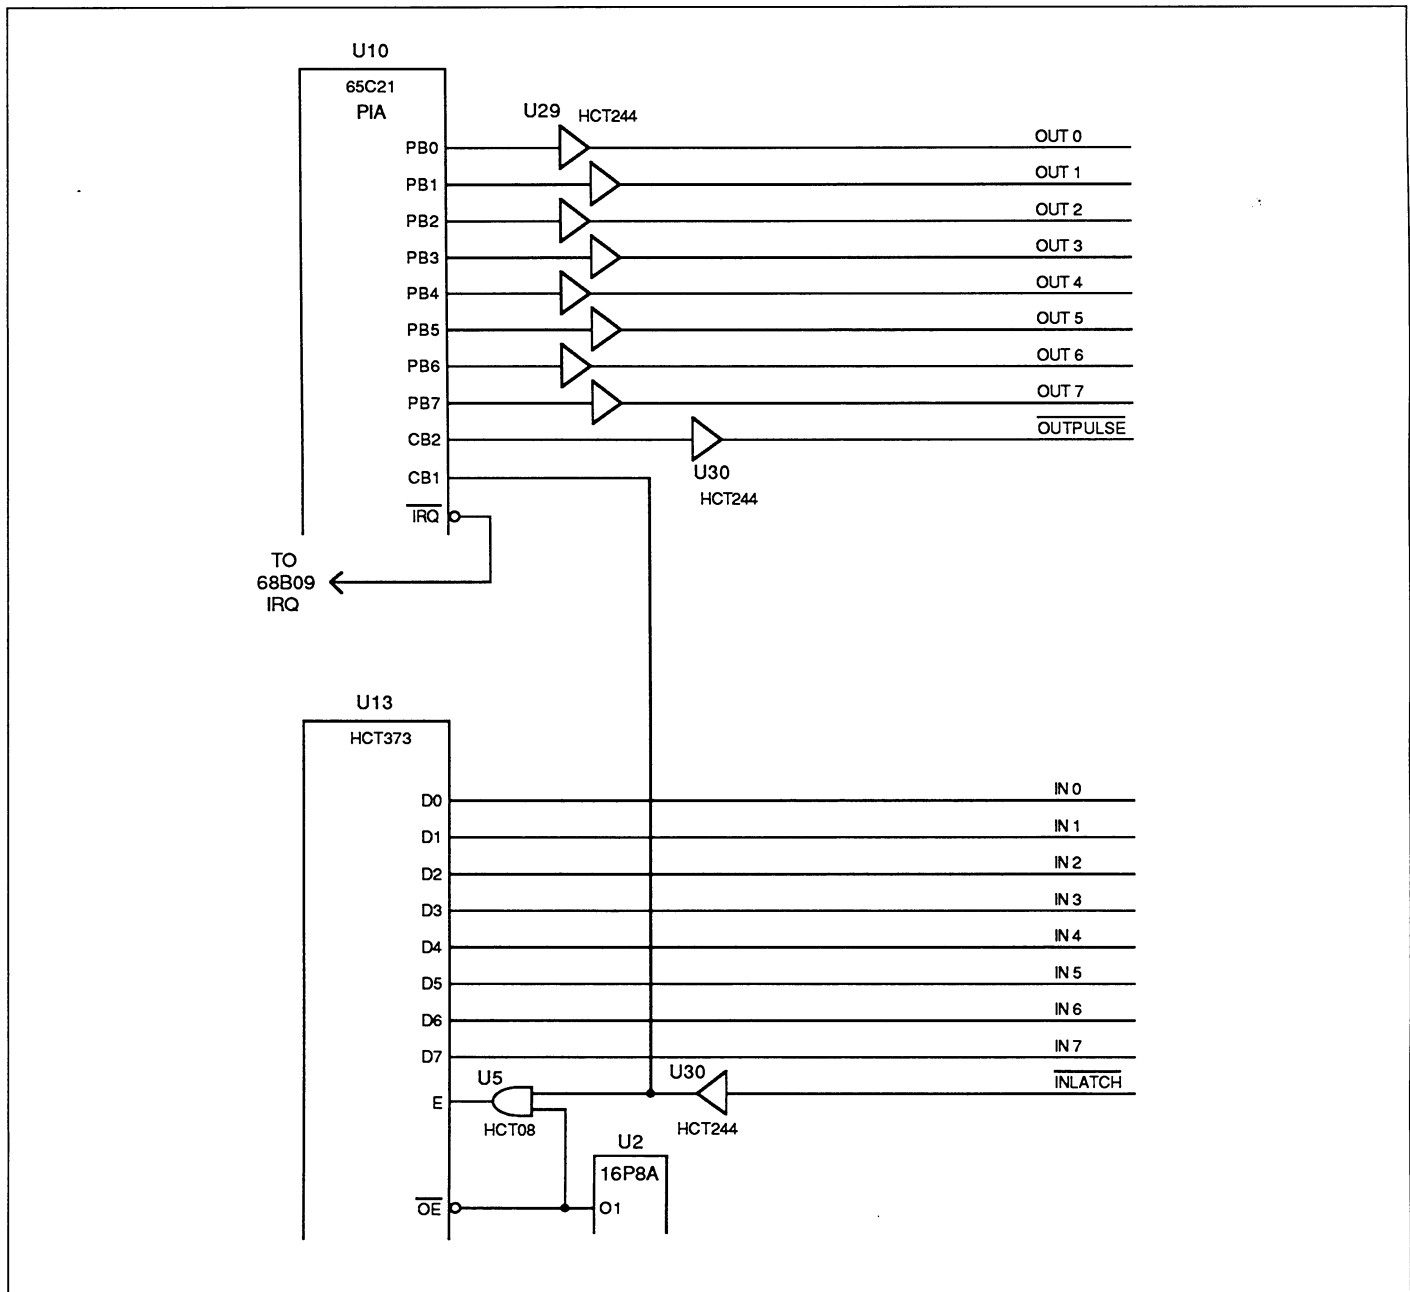 U10
65C21
PIA
U29 HCT244
PB0 OUT 0
PB1 OUT 1
PB2 OUT 2
PB3 OUT 3
PB4 OUT 4
PB5 OUT 5
PB6 OUT 6
PB7 OUT 7
CB2 OUTPULSE
U30
HCT244
CB1
IRQ
TO
68B09
IRQ
U13
HCT373
D0 IN 0
D1 IN 1
D2 IN 2
D3 IN 3
D4 IN 4
D5 IN 5
D6 IN 6
D7 IN 7
U5 U30 INLATCH
E
HCT08 HCT244
U2
16P8A
OE O1